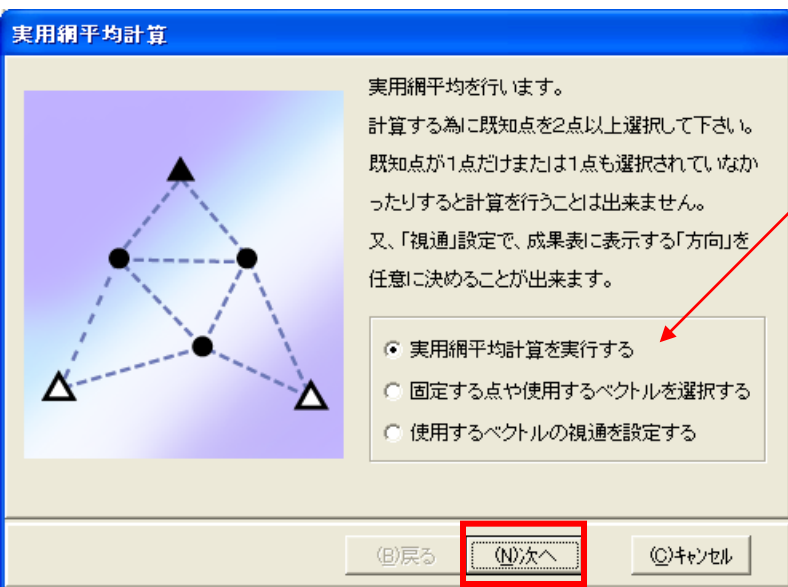 実用網平均計算
実用網平均を行います。
計算する為に既知点を2点以上選択して下さい。
既知点が1点だけまたは1点も選択されていなか
ったりすると計算を行うことは出来ません。
又、「視通」設定で、成果表に表示する「方向」を
任意に決めることが出来ます。
実用網平均計算を実行する
固定する点や使用するベクトルを選択する
使用するベクトルの視通を設定する
(B)戻る
(N)次へ
(C)キャンセル